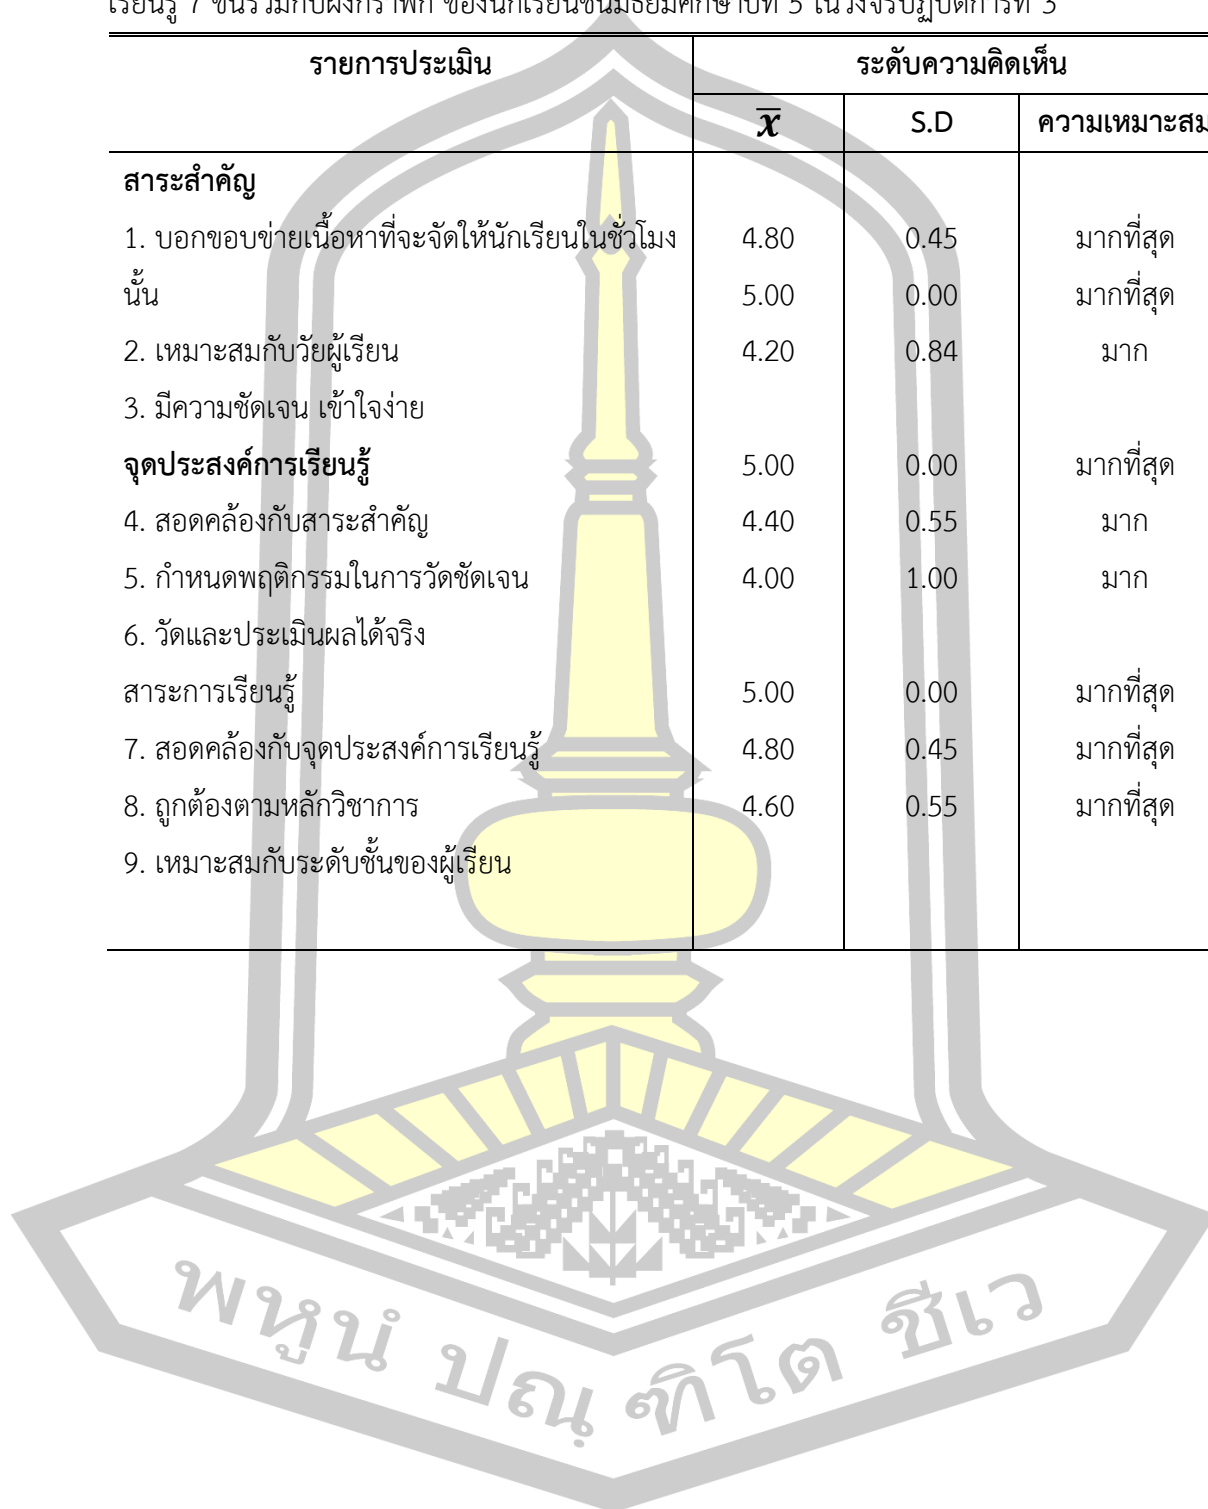 เรียนรู้ 7 ขั้นร่วมกับผังกราฟิก ของนักเรียนชั้นมัธยมศึกษาปีที่ 5 ในวงจรปฏิบัติการที่ 3
รายการประเมิน ระดับความคิดเห็น
x̄ S.D ความเหมาะสม
สาระสำคัญ
1. บอกขอบข่ายเนื้อหาที่จะจัดให้นักเรียนในชั่วโมง 4.80 0.45 มากที่สุด
นั้น 5.00 0.00 มากที่สุด
2. เหมาะสมกับวัยผู้เรียน 4.20 0.84 มาก
3. มีความชัดเจน เข้าใจง่าย
จุดประสงค์การเรียนรู้ 5.00 0.00 มากที่สุด
4. สอดคล้องกับสาระสำคัญ 4.40 0.55 มาก
5. กำหนดพฤติกรรมในการวัดชัดเจน 4.00 1.00 มาก
6. วัดและประเมินผลได้จริง
สาระการเรียนรู้ 5.00 0.00 มากที่สุด
7. สอดคล้องกับจุดประสงค์การเรียนรู้ 4.80 0.45 มากที่สุด
8. ถูกต้องตามหลักวิชาการ 4.60 0.55 มากที่สุด
9. เหมาะสมกับระดับชั้นของผู้เรียน
พหูนํ ปณฺ ฑิโต ชีเว